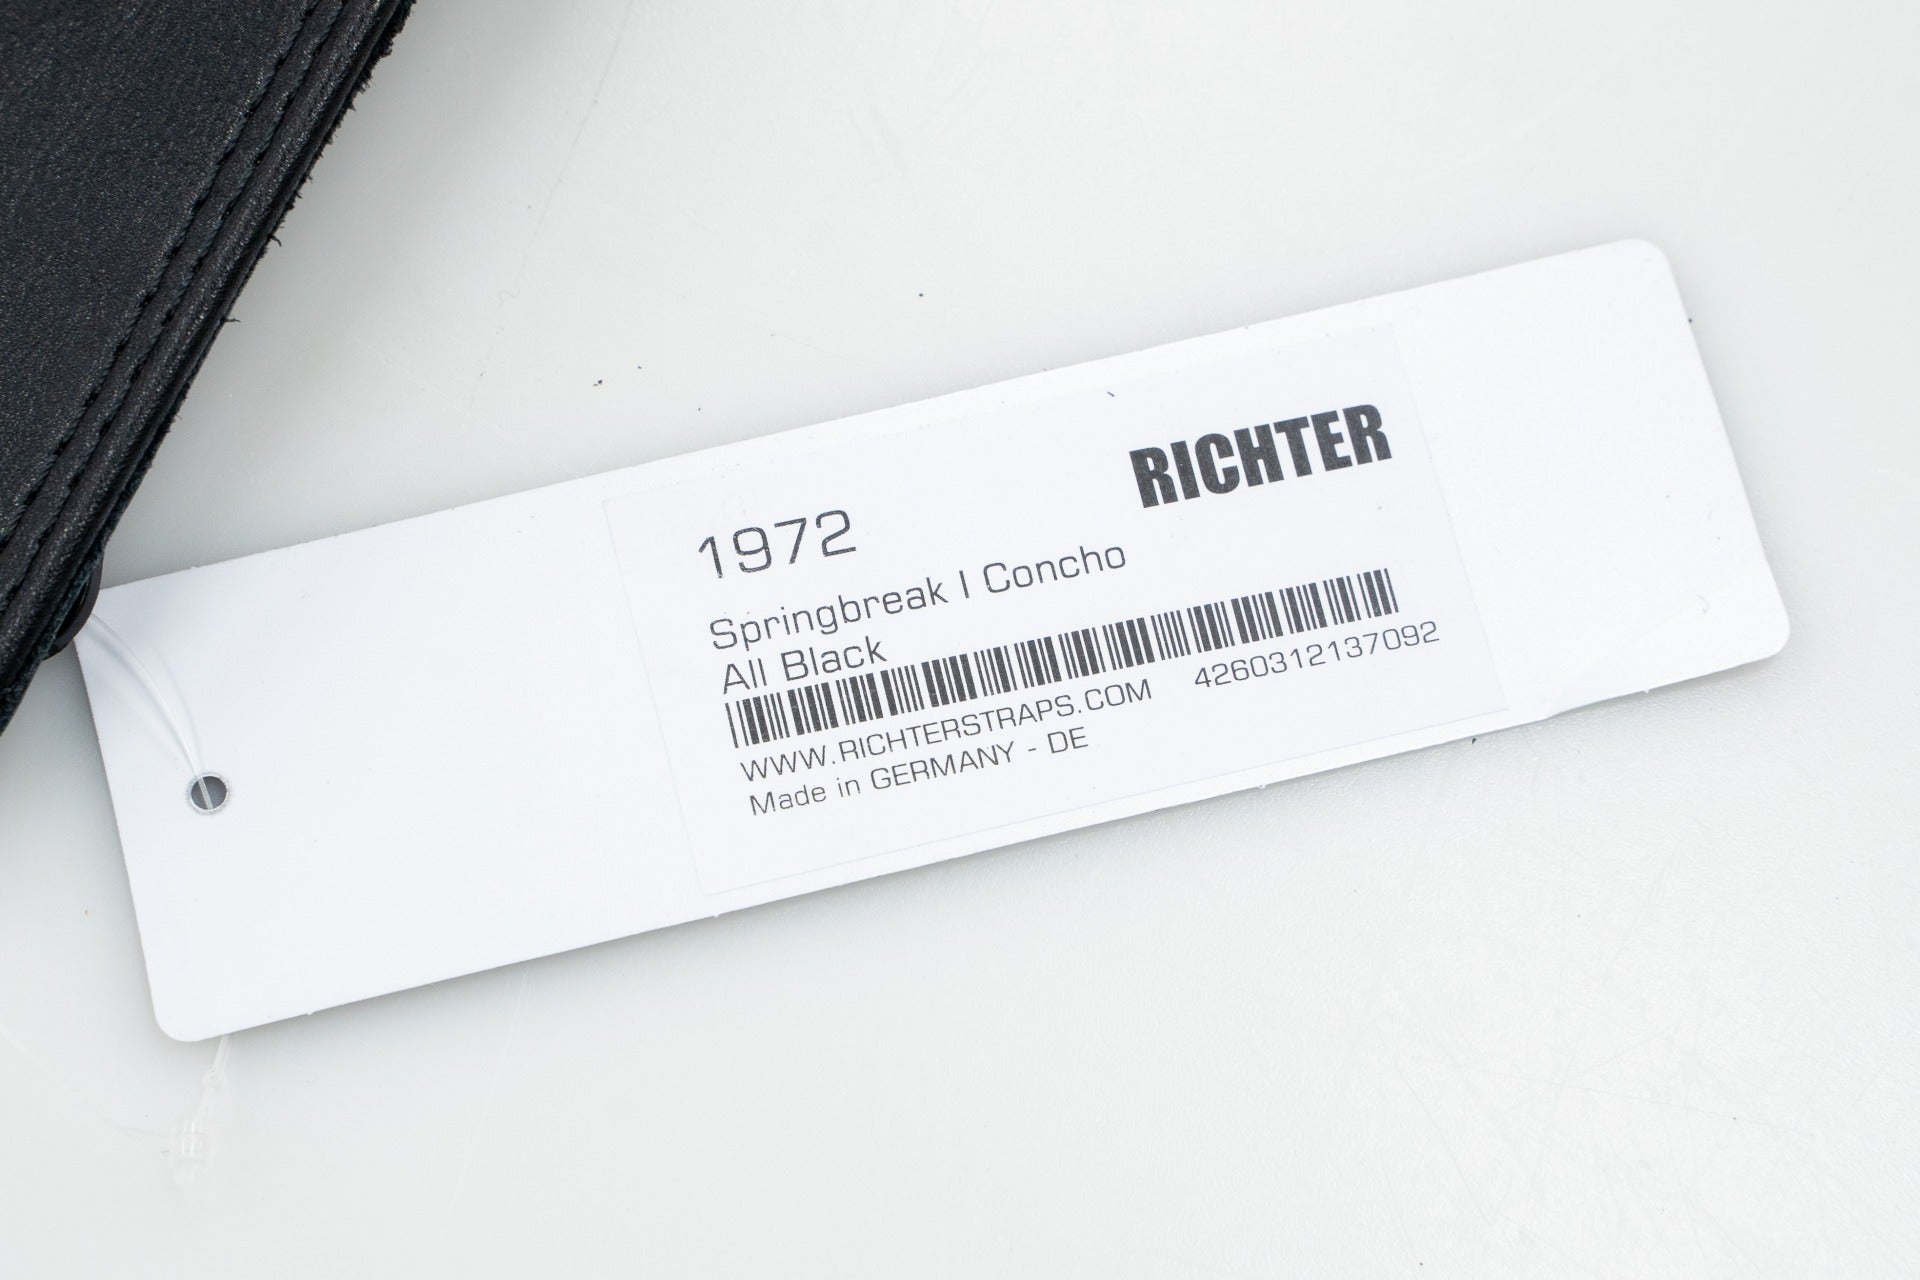 RICHTER
1972
Springbreak I Concho
All Black
4260312137092
WWW.RICHTERSTRAPS.COM
Made in GERMANY - DE